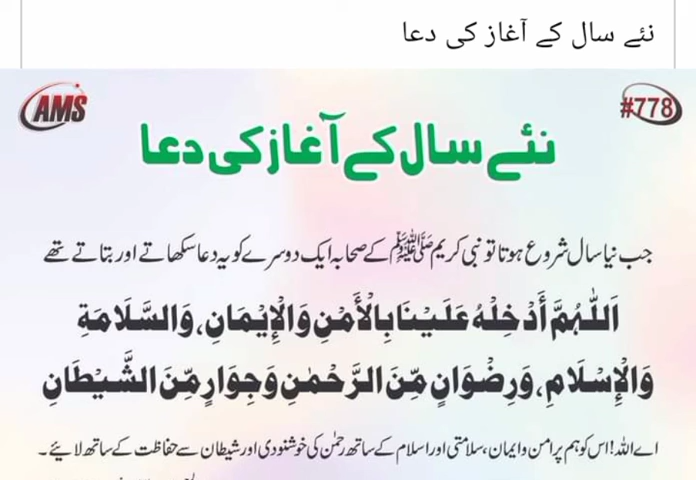 نئے سال کے آغاز کی دعا
AMS
#778
نئے سال کے آغاز کی دعا
جب نیا سال شروع ہوتا تو نبی کریم ﷺ کے صحابہ ایک دوسرے کو یہ دعا سکھاتے اور بتاتے تھے
اَللّٰهُمَّ أَدْخِلْهُ عَلَيْنَا بِالْأَمْنِ وَالْإِيْمَانِ، وَالسَّلَامَةِ
وَالْإِسْلَامِ، وَرِضْوَانٍ مِّنَ الرَّحْمٰنِ وَجِوَارٍ مِّنَ الشَّيْطَانِ
اے اللہ! اس کو ہم پر امن و ایمان، سلامتی اور اسلام کے ساتھ رحمٰن کی خوشنودی اور شیطان سے حفاظت کے ساتھ لائیے۔